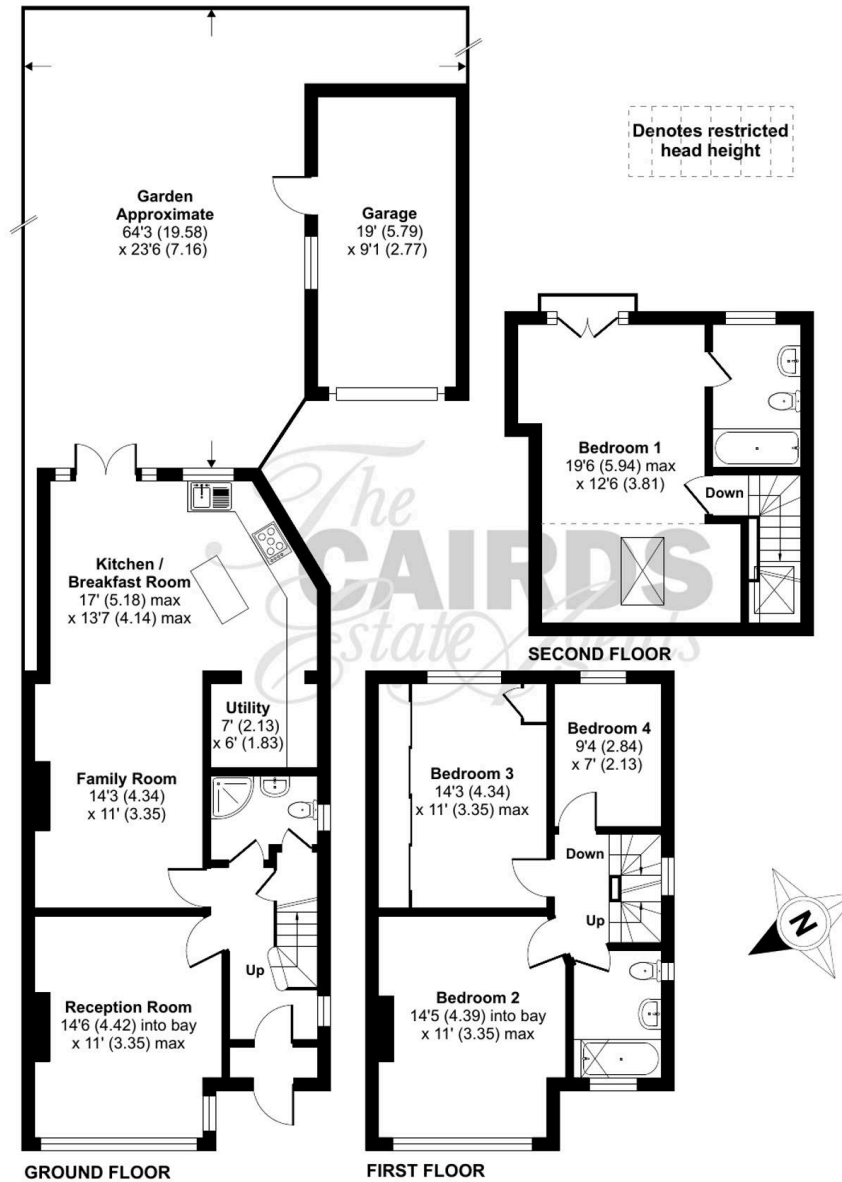 Denotes restricted
head height
Garden
Approximate
64'3 (19.58)
x 23'6 (7.16)
Garage
19' (5.79)
x 9'1 (2.77)
Bedroom 1
19'6 (5.94) max
x 12'6 (3.81)
Down
SECOND FLOOR
The
CAIRDS
Estate Agents
Kitchen /
Breakfast Room
17' (5.18) max
x 13'7 (4.14) max
Utility
7' (2.13)
x 6' (1.83)
Family Room
14'3 (4.34)
x 11' (3.35)
Up
Reception Room
14'6 (4.42) into bay
x 11' (3.35) max
GROUND FLOOR
Bedroom 3
14'3 (4.34)
x 11' (3.35) max
Bedroom 4
9'4 (2.84)
x 7' (2.13)
Down
Up
Bedroom 2
14'5 (4.39) into bay
x 11' (3.35) max
FIRST FLOOR
N